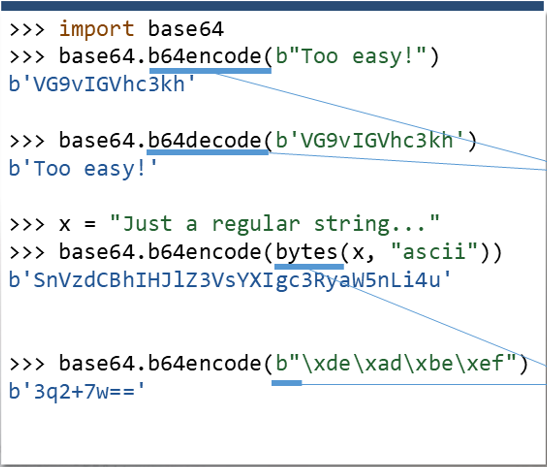 >>> import base64
>>> base64.b64encode(b"Too easy!")
b'VG9vIGVhc3kh'
>>> base64.b64decode(b'VG9vIGVhc3kh')
b'Too easy!'
>>> x = "Just a regular string..."
>>> base64.b64encode(bytes(x, "ascii"))
b'SnVzdCBhIHJlZ3VsYXIgc3RyaW5nLi4u'
>>> base64.b64encode(b"\xde\xad\xbe\xef")
b'3q2+7w=='